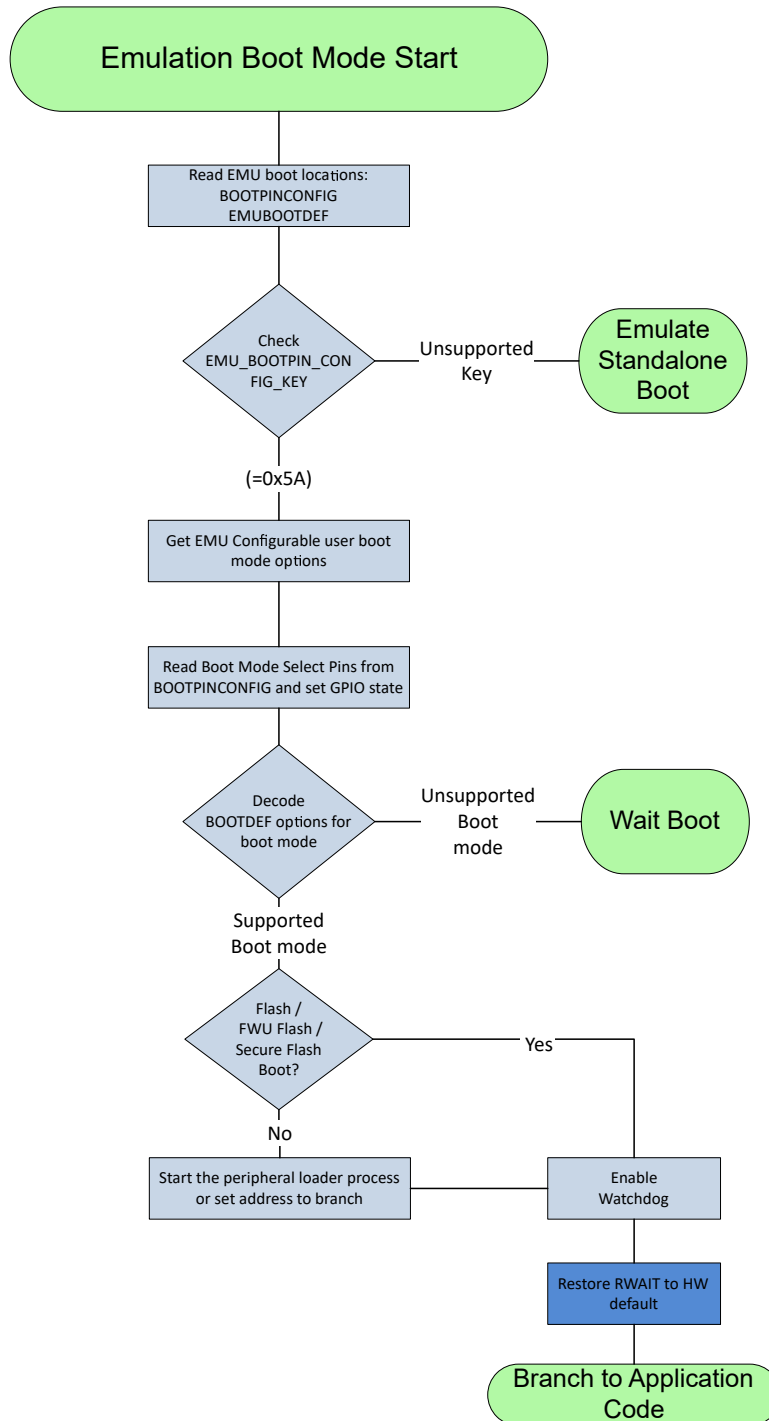 Emulation Boot Mode Start
Read EMU boot locations:
BOOTPINCONFIG
EMUBOOTDEF
Check
EMU_BOOTPIN_CON
FIG_KEY
Unsupported
Key
Emulate
Standalone
Boot
(=0x5A)
Get EMU Configurable user boot
mode options
Read Boot Mode Select Pins from
BOOTPINCONFIG and set GPIO state
Decode
BOOTDEF options for
boot mode
Unsupported
Boot
mode
Wait Boot
Supported
Boot mode
Flash /
FWU Flash /
Secure Flash
Boot?
Yes
No
Start the peripheral loader process
or set address to branch
Enable
Watchdog
Restore RWAIT to HW
default
Branch to Application
Code